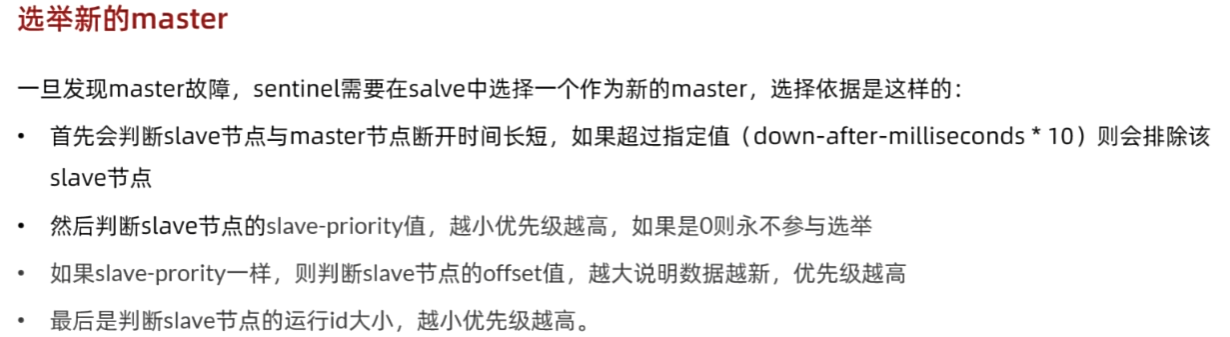 选举新的master
一旦发现master故障，sentinel需要在salve中选择一个作为新的master，选择依据是这样的：
• 首先会判断slave节点与master节点断开时间长短，如果超过指定值（down-after-milliseconds * 10）则会排除该
slave节点
• 然后判断slave节点的slave-priority值，越小优先级越高，如果是0则永不参与选举
• 如果slave-prority一样，则判断slave节点的offset值，越大说明数据越新，优先级越高
• 最后是判断slave节点的运行id大小，越小优先级越高。